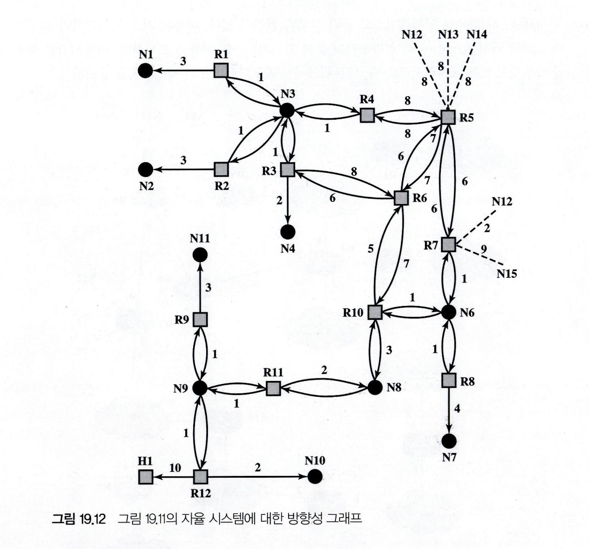 N12 N13 N14
N1 3 R1
8 8 8
1 N3 R4 8 R5
1 8 7
1 1 6
N2 3 R2 R3 8 7 6
6 R6
2 N12
N4 6 2
N11 5 R7 9
7 N15
3 1
R9 R10 1 N6
1 3 1
R11 2 R8
N9 1 N8 4
1
H1 10 2 N10 N7
R12
그림 19.12 그림 19.11의 자율 시스템에 대한 방향성 그래프